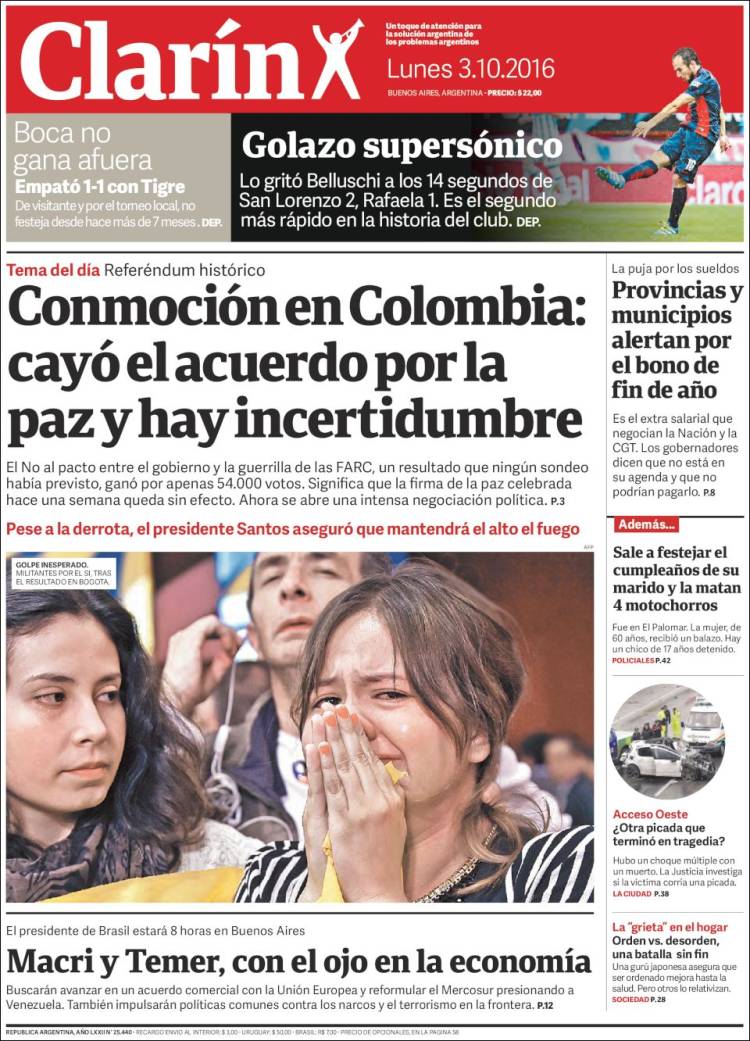 Clarín
Un toque de atención para
la solución argentina de
los problemas argentinos
Lunes 3.10.2016
BUENOS AIRES, ARGENTINA - PRECIO: $ 22,00
Boca no
gana afuera
Empató 1-1 con Tigre
De visitante y por el torneo local, no
festeja desde hace más de 7 meses. DEP.
Golazo supersónico
Lo gritó Belluschi a los 14 segundos de
San Lorenzo 2, Rafaela 1. Es el segundo
más rápido en la historia del club. DEP.
Claro
Tema del día Referéndum histórico
Conmoción en Colombia:
cayó el acuerdo por la
paz y hay incertidumbre
El No al pacto entre el gobierno y la guerrilla de las FARC, un resultado que ningún sondeo
había previsto, ganó por apenas 54.000 votos. Significa que la firma de la paz celebrada
hace una semana queda sin efecto. Ahora se abre una intensa negociación política. P.3
Pese a la derrota, el presidente Santos aseguró que mantendrá el alto el fuego
AFP
GOLPE INESPERADO.
MILITANTES POR EL SI, TRAS
EL RESULTADO EN BOGOTA.
La puja por los sueldos
Provincias y
municipios
alertan por
el bono de
fin de año
Es el extra salarial que
negocian la Nación y la
CGT. Los gobernadores
dicen que no está en
su agenda y que no
podrían pagarlo. P.8
Además...
Sale a festejar el
cumpleaños de su
marido y la matan
4 motochorros
Fue en El Palomar. La mujer, de
60 años, recibió un balazo. Hay
un chico de 17 años detenido.
POLICIALES P.42
Acceso Oeste
¿Otra picada que
terminó en tragedia?
Hubo un choque múltiple con
un muerto. La Justicia investiga
si la víctima corría una picada.
LA CIUDAD P.38
La "grieta" en el hogar
Orden vs. desorden,
una batalla sin fin
Una gurú japonesa asegura que
ser ordenado mejora hasta la
salud. Pero otros lo relativizan.
SOCIEDAD P.28
El presidente de Brasil estará 8 horas en Buenos Aires
Macri y Temer, con el ojo en la economía
Buscarán avanzar en un acuerdo comercial con la Unión Europea y reformular el Mercosur presionando a
Venezuela. También impulsarán políticas comunes contra los narcos y el terrorismo en la frontera. P.12
REPUBLICA ARGENTINA, AÑO LXXII N° 25.440 - RECARGO ENVIO AL INTERIOR: $ 3,00 - URUGUAY: $ 50,00 - BRASIL: R$ 7,00 - PRECIO DE OPCIONALES, EN LA PAGINA 58